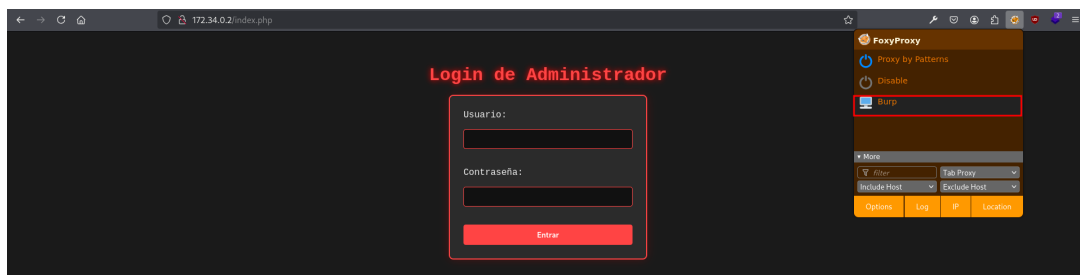 172.34.0.2/index.php
FoxyProxy
Proxy by Patterns
Disable
Burp
Login de Administrador
Usuario:
Contraseña:
Entrar
▾ More
filter
Tab Proxy
Include Host
Exclude Host
Options
Log
IP
Location